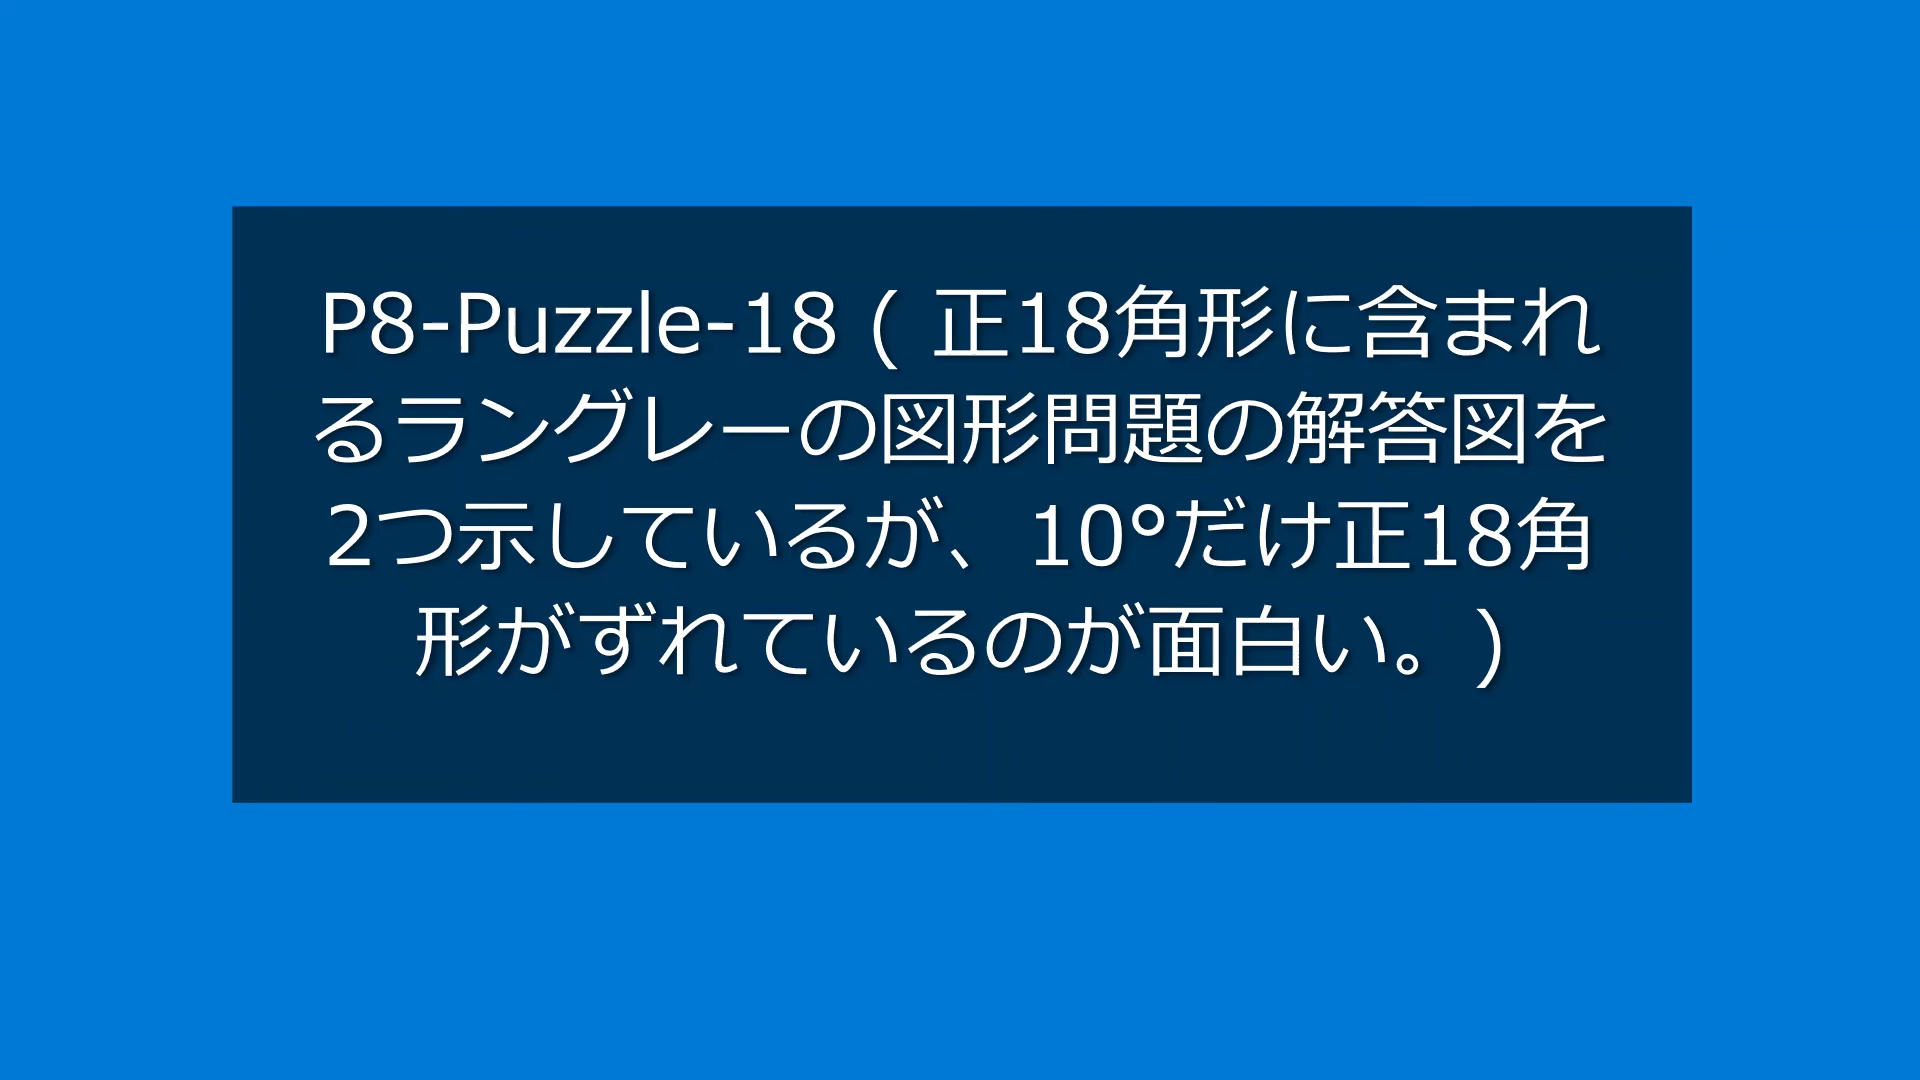 P8-Puzzle-18 ( 正18角形に含まれ
るラングレーの図形問題の解答図を
2つ示しているが、10°だけ正18角
形がずれているのが面白い。)